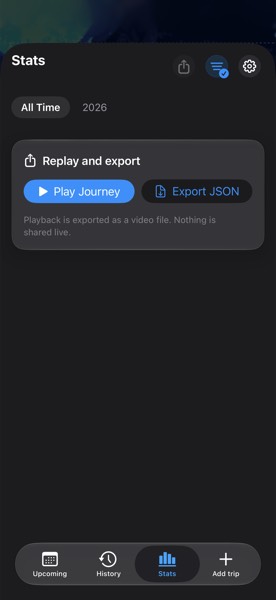 Stats
All Time
2026
Replay and export
Play Journey
Export JSON
Playback is exported as a video file. Nothing is
shared live.
Upcoming
History
Stats
Add trip